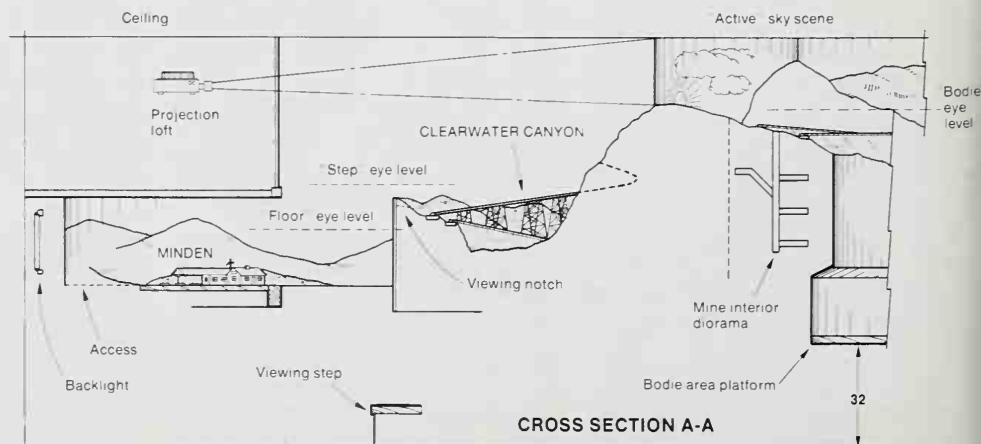 Ceiling
Active sky scene
Projection
loft
Bodie
eye
level
CLEARWATER CANYON
Step eye level
Floor eye level
MINDEN
Viewing notch
Mine interior
diorama
Access
Backlight
Viewing step
Bodie area platform
32
CROSS SECTION A-A